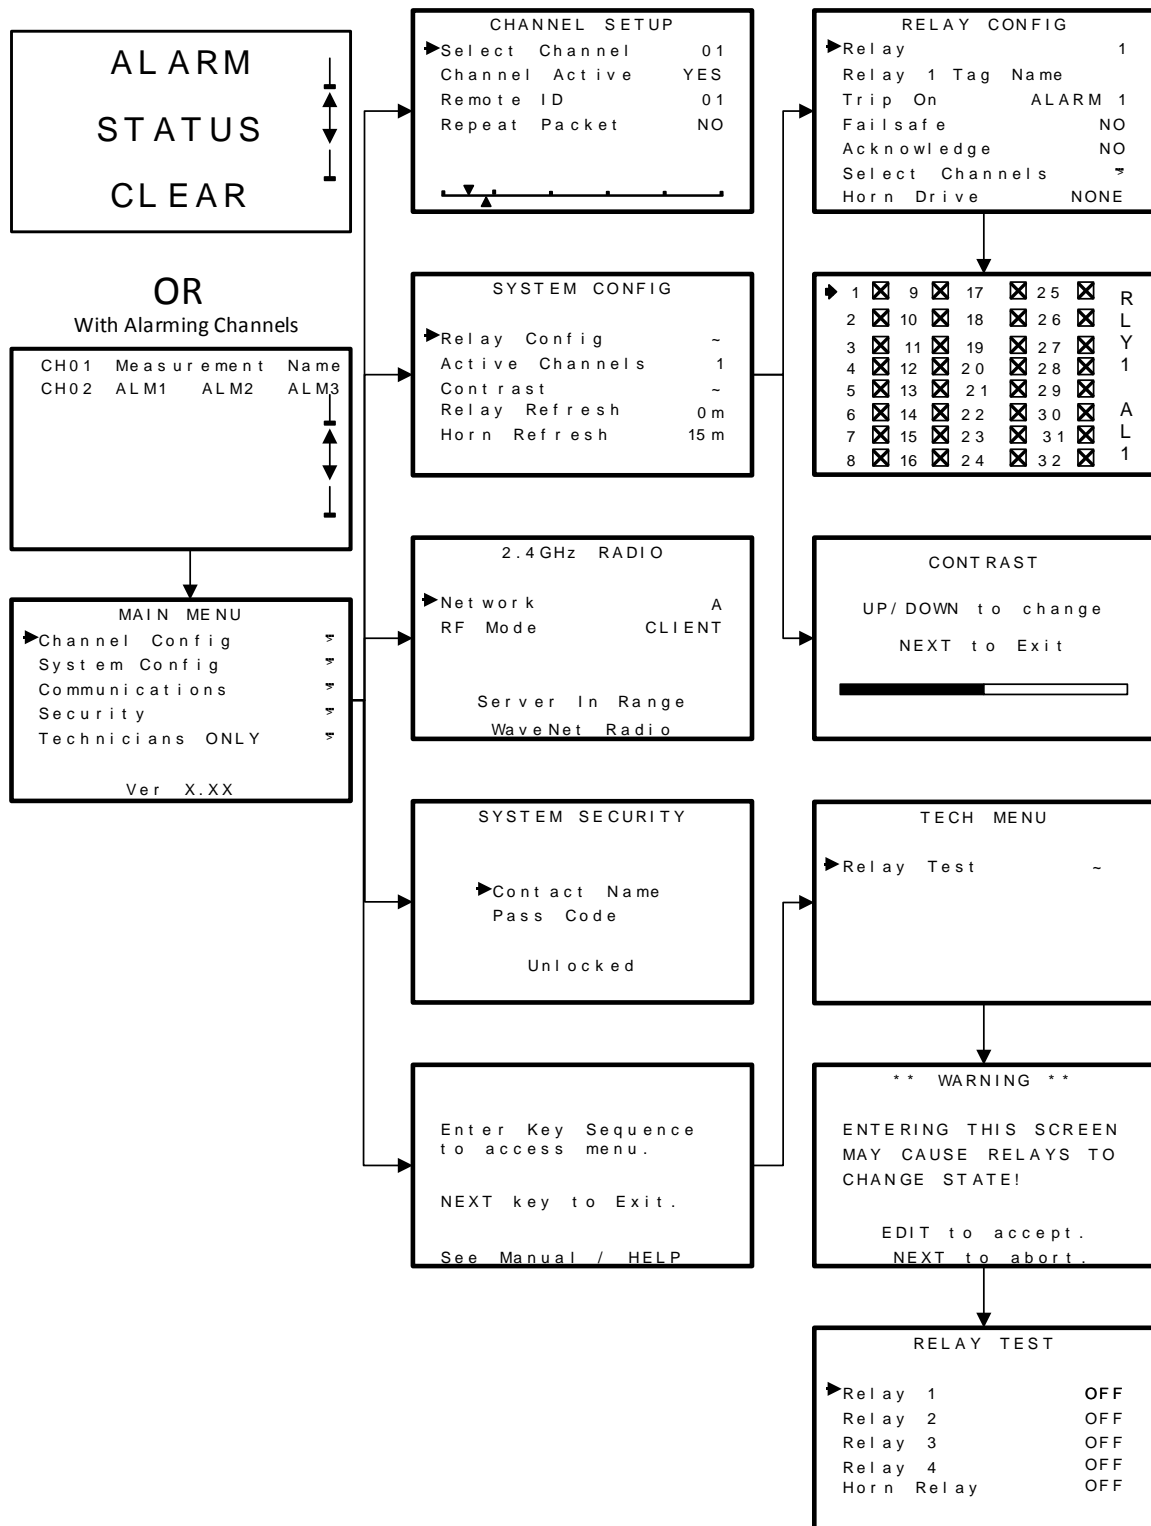 ALARM
STATUS
CLEAR
OR
With Alarming Channels
CH01 Measurement Name
CH02 ALM1 ALM2 ALM3
MAIN MENU
Channel Config
System Config
Communications
Security
Technicians ONLY
Ver X.XX
CHANNEL SETUP
Select Channel 01
Channel Active YES
Remote ID 01
Repeat Packet NO
SYSTEM CONFIG
Relay Config ~
Active Channels 1
Contrast ~
Relay Refresh 0m
Horn Refresh 15m
2.4GHz RADIO
Network A
RF Mode CLIENT
Server In Range
WaveNet Radio
SYSTEM SECURITY
Contact Name
Pass Code
Unlocked
Enter Key Sequence
to access menu.
NEXT key to Exit.
See Manual / HELP
RELAY CONFIG
Relay 1
Relay 1 Tag Name
Trip On ALARM 1
Failsafe NO
Acknowledge NO
Select Channels
Horn Drive NONE
1 9 17 25
2 10 18 26
3 11 19 27
4 12 20 28
5 13 21 29
6 14 22 30
7 15 23 31
8 16 24 32
RLY1 AL1
CONTRAST
UP/DOWN to change
NEXT to Exit
TECH MENU
Relay Test ~
** WARNING **
ENTERING THIS SCREEN
MAY CAUSE RELAYS TO
CHANGE STATE!
EDIT to accept.
NEXT to abort.
RELAY TEST
Relay 1 OFF
Relay 2 OFF
Relay 3 OFF
Relay 4 OFF
Horn Relay OFF